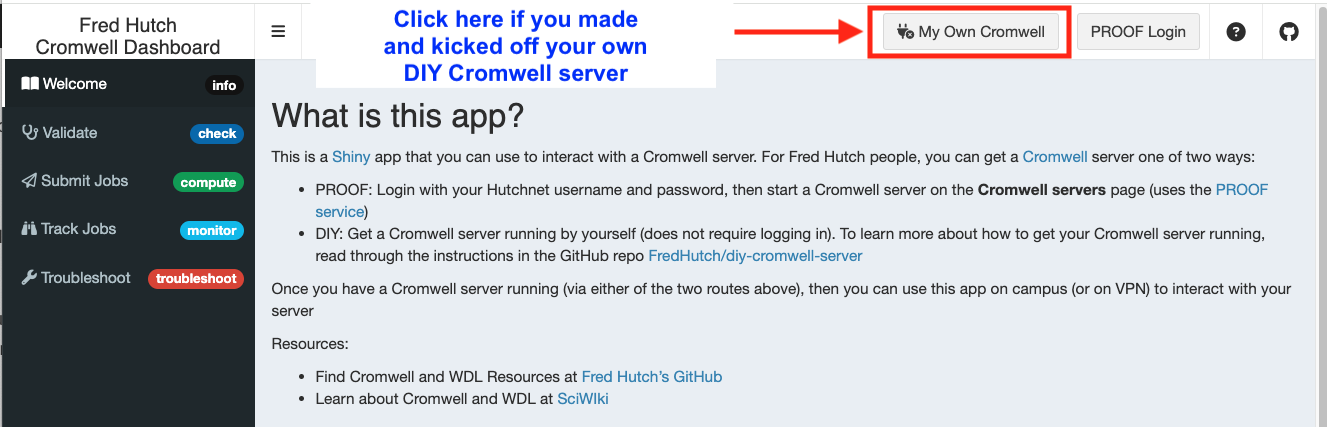 Fred Hutch
Cromwell Dashboard
Click here if you made
and kicked off your own
DIY Cromwell server
My Own Cromwell
PROOF Login
Welcome
info
Validate
check
Submit Jobs
compute
Track Jobs
monitor
Troubleshoot
troubleshoot
What is this app?
This is a Shiny app that you can use to interact with a Cromwell server. For Fred Hutch people, you can get a Cromwell server one of two ways:
• PROOF: Login with your Hutchnet username and password, then start a Cromwell server on the Cromwell servers page (uses the PROOF
service)
• DIY: Get a Cromwell server running by yourself (does not require logging in). To learn more about how to get your Cromwell server running,
read through the instructions in the GitHub repo FredHutch/diy-cromwell-server
Once you have a Cromwell server running (via either of the two routes above), then you can use this app on campus (or on VPN) to interact with your
server
Resources:
• Find Cromwell and WDL Resources at Fred Hutch's GitHub
• Learn about Cromwell and WDL at SciWIki